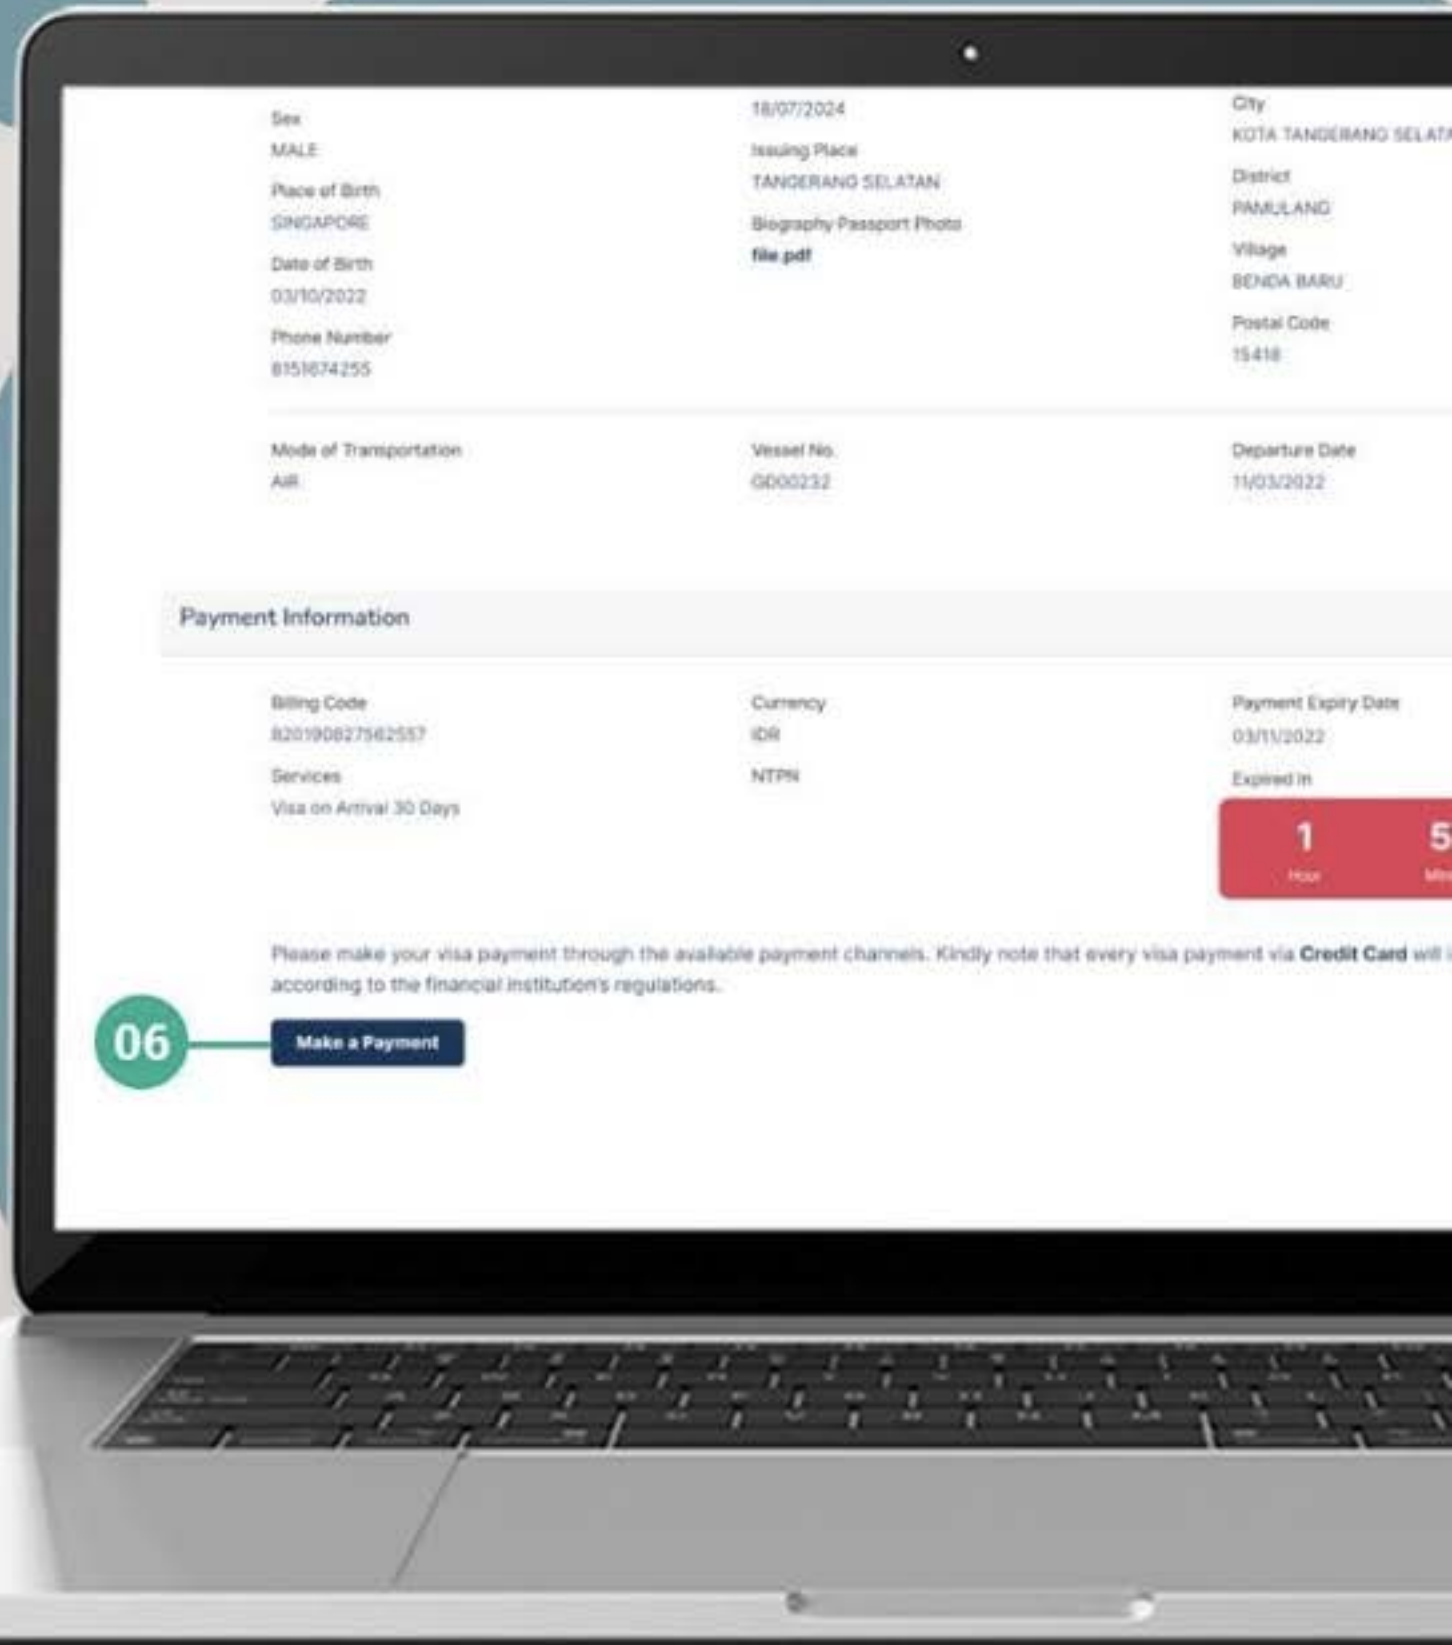 Sex
MALE
Place of Birth
SINGAPORE
Date of Birth
03/10/2022
Phone Number
8151674255
18/07/2024
Issuing Place
TANGERANG SELATAN
Biography Passport Photo
file.pdf
City
KOTA TANGERANG SELATA
District
PAMULANG
Village
BENDA BARU
Postal Code
15418
Mode of Transportation
AIR
Vessel No.
GD00232
Departure Date
11/03/2022
Payment Information
Billing Code
820190827562557
Services
Visa on Arrival 30 Days
Currency
IDR
NTPN
Payment Expiry Date
03/11/2022
Expired In
1
Hour
5
Please make your visa payment through the available payment channels. Kindly note that every visa payment via Credit Card will
according to the financial institution's regulations.
06
Make a Payment